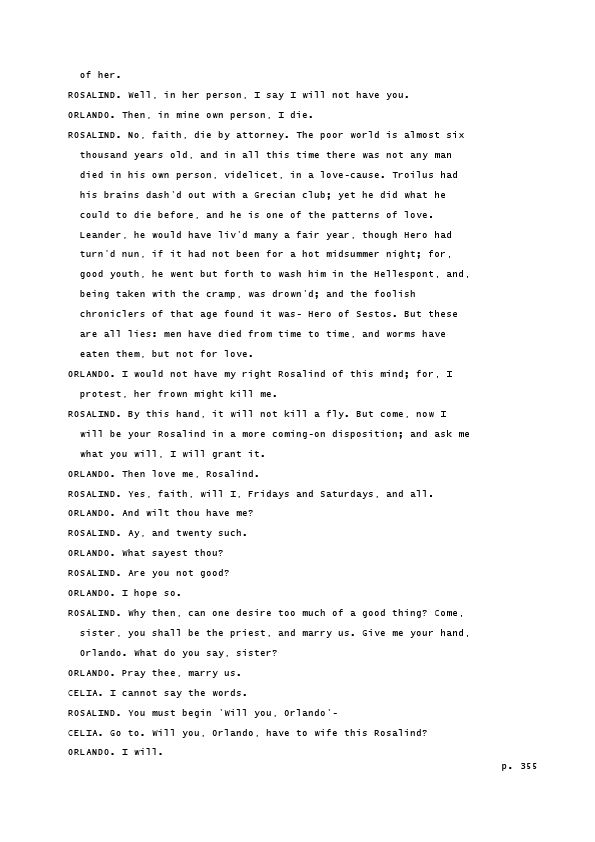 of her.
ROSALIND. Well, in her person, I say I will not have you.
ORLANDO. Then, in mine own person, I die.
ROSALIND. No, faith, die by attorney. The poor world is almost six
thousand years old, and in all this time there was not any man
died in his own person, videlicet, in a love-cause. Troilus had
his brains dash'd out with a Grecian club; yet he did what he
could to die before, and he is one of the patterns of love.
Leander, he would have liv'd many a fair year, though Hero had
turn'd nun, if it had not been for a hot midsummer night; for,
good youth, he went but forth to wash him in the Hellespont, and,
being taken with the cramp, was drown'd; and the foolish
chroniclers of that age found it was- Hero of Sestos. But these
are all lies: men have died from time to time, and worms have
eaten them, but not for love.
ORLANDO. I would not have my right Rosalind of this mind; for, I
protest, her frown might kill me.
ROSALIND. By this hand, it will not kill a fly. But come, now I
will be your Rosalind in a more coming-on disposition; and ask me
what you will, I will grant it.
ORLANDO. Then love me, Rosalind.
ROSALIND. Yes, faith, will I, Fridays and Saturdays, and all.
ORLANDO. And wilt thou have me?
ROSALIND. Ay, and twenty such.
ORLANDO. What sayest thou?
ROSALIND. Are you not good?
ORLANDO. I hope so.
ROSALIND. Why then, can one desire too much of a good thing? Come,
sister, you shall be the priest, and marry us. Give me your hand,
Orlando. What do you say, sister?
ORLANDO. Pray thee, marry us.
CELIA. I cannot say the words.
ROSALIND. You must begin 'Will you, Orlando'-
CELIA. Go to. Will you, Orlando, have to wife this Rosalind?
ORLANDO. I will.
p. 355